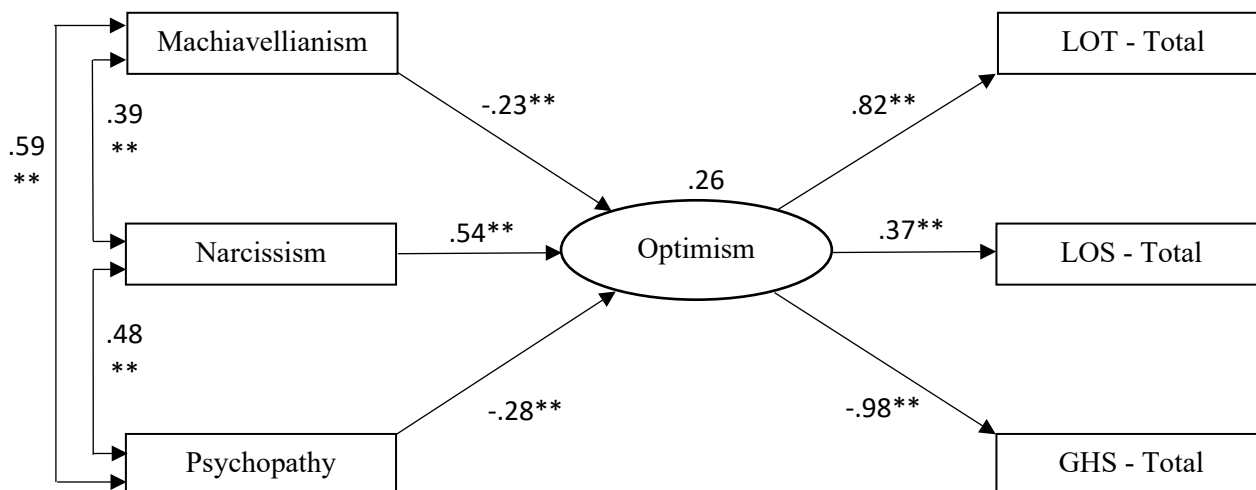 Machiavellianism
LOT - Total
-.23**
.82**
.39
**
.59
**
.26
Narcissism
.54**
Optimism
.37**
LOS - Total
.48
**
-.28**
-.98**
Psychopathy
GHS - Total